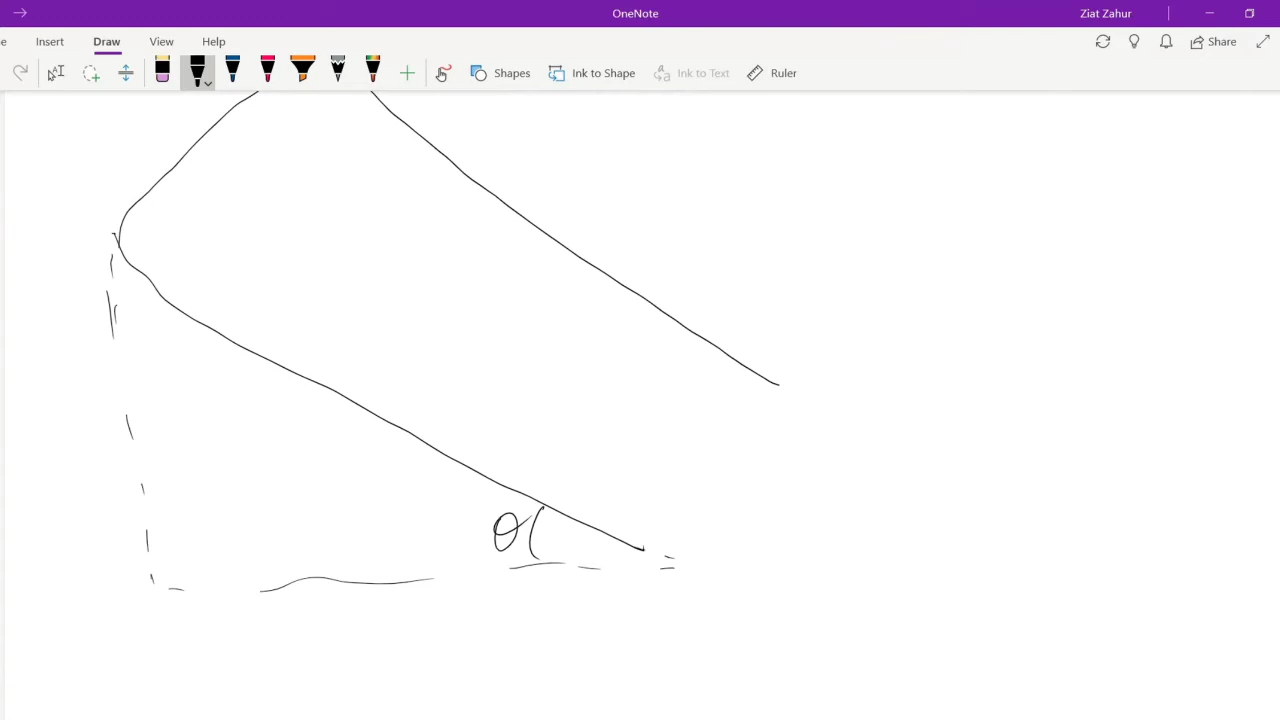 OneNote
Ziat Zahur
Insert Draw View Help
Share
Shapes
Ink to Shape
Ink to Text
Ruler
θ